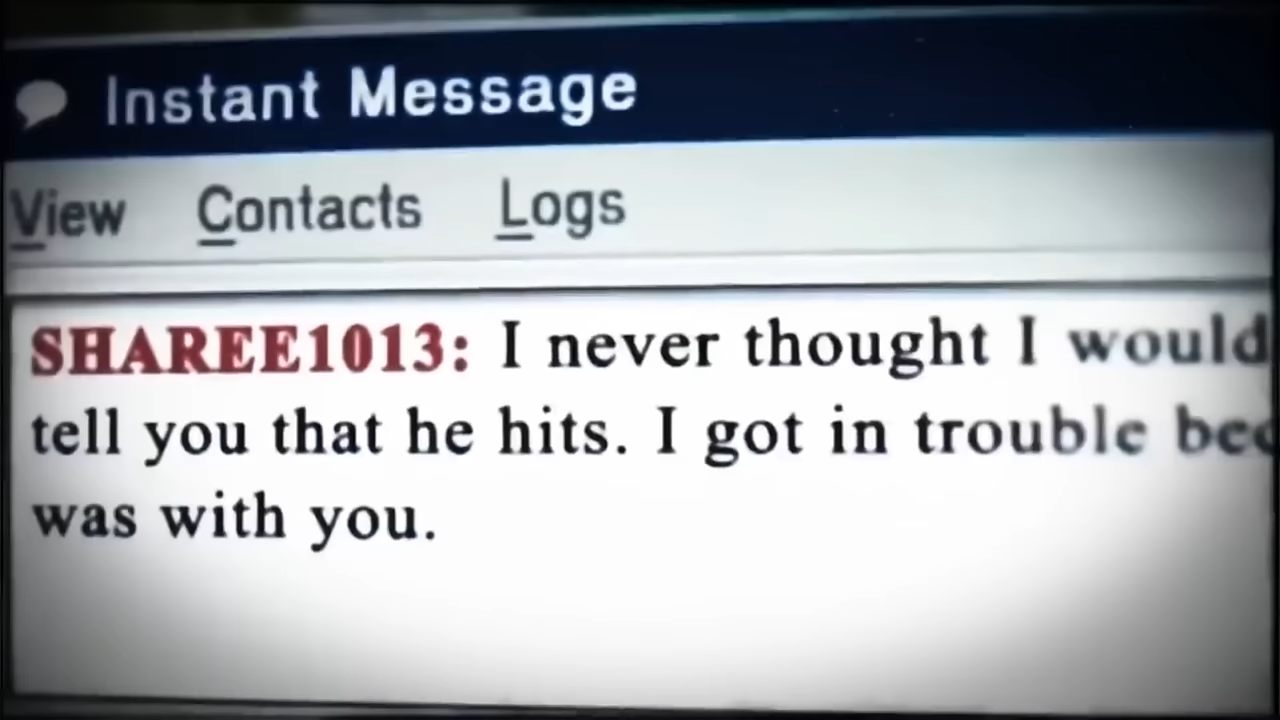 Instant Message
View Contacts Logs
SHAREE1013: I never thought I would
tell you that he hits. I got in trouble
was with you.